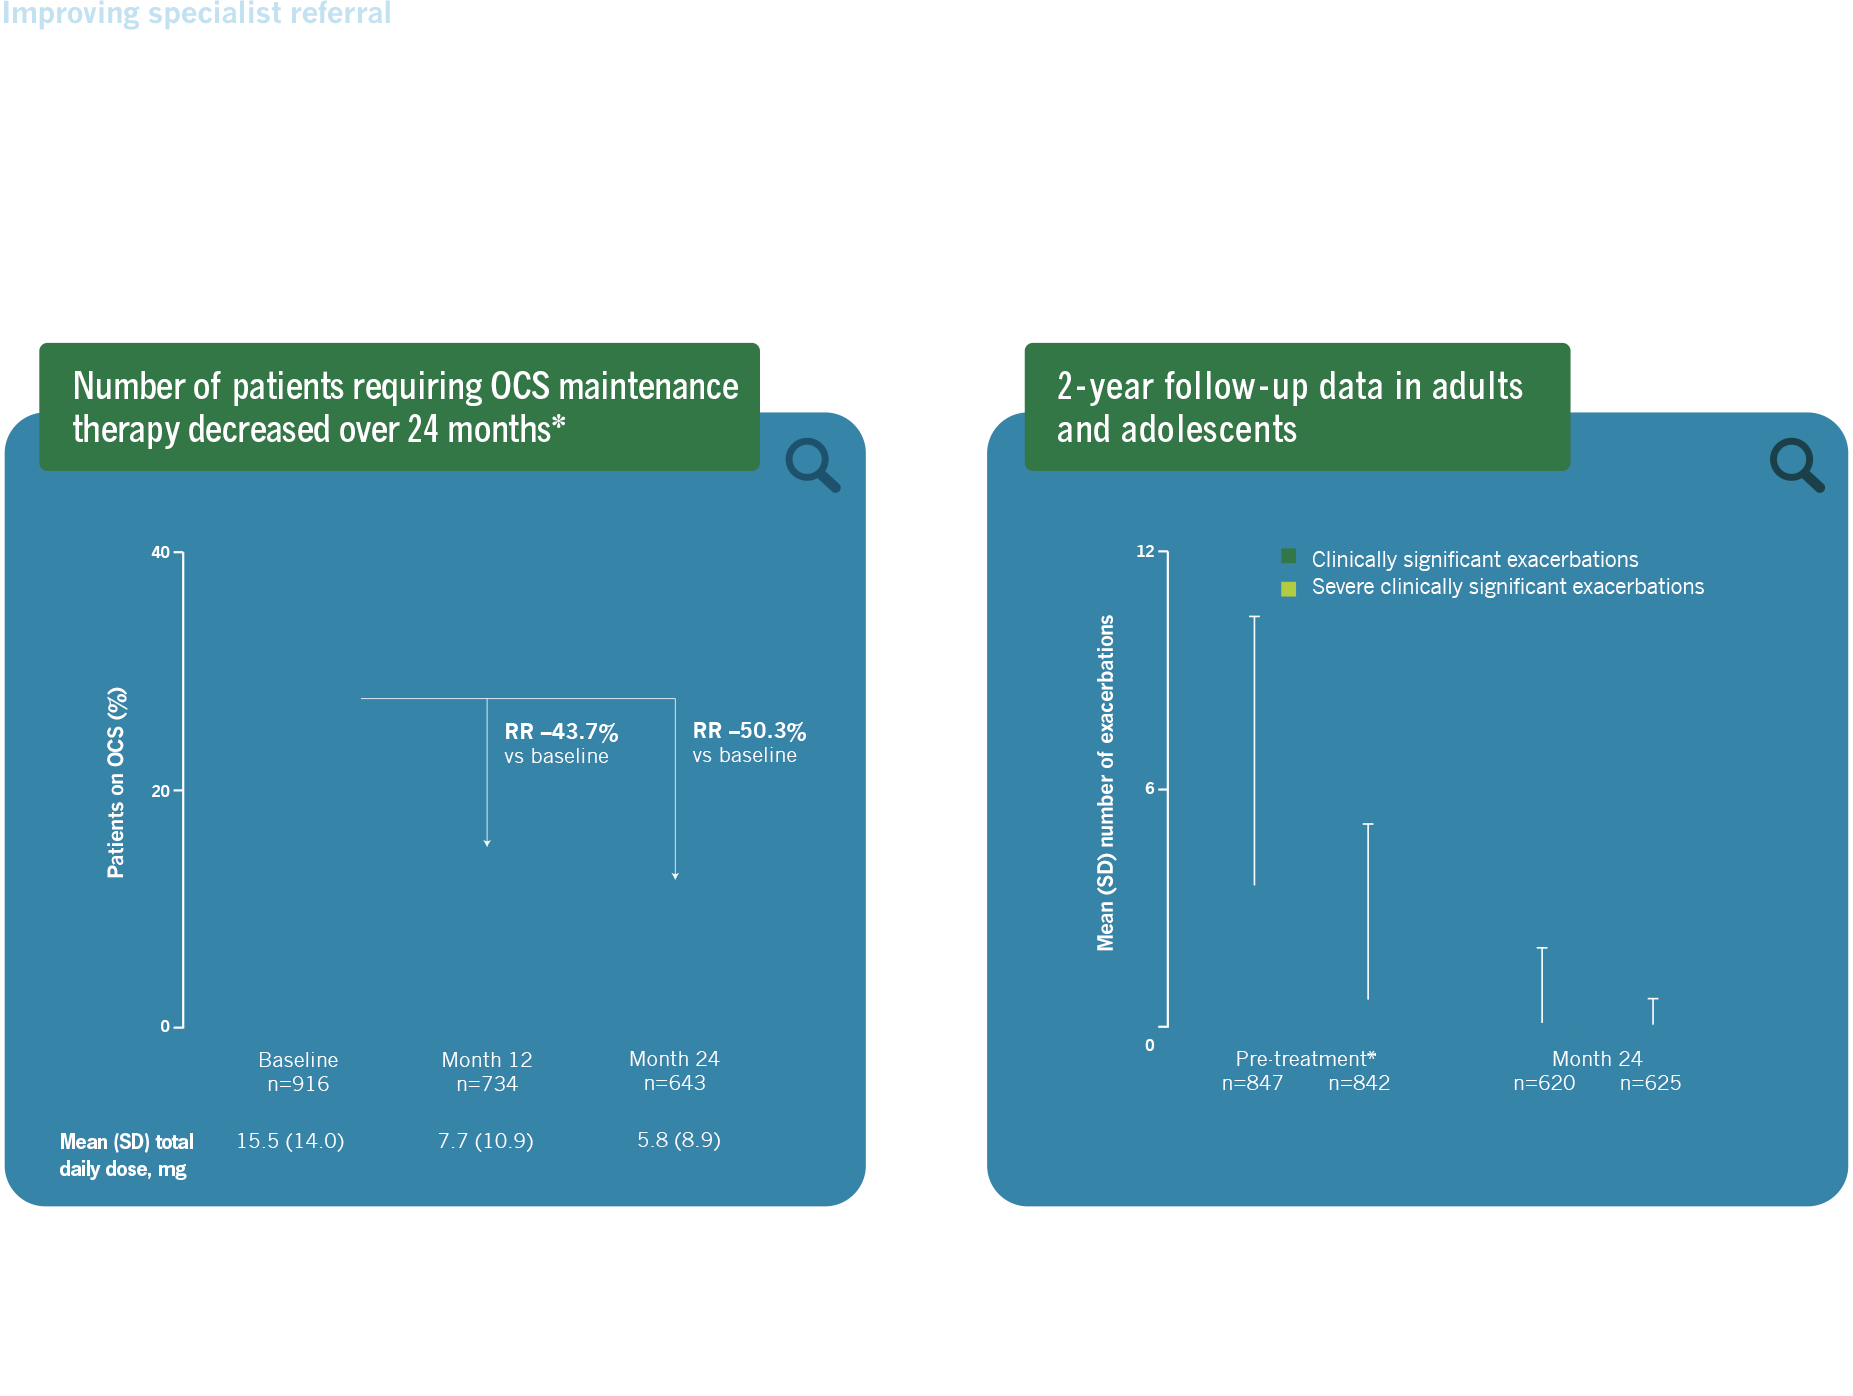 Improving specialist referral
Number of patients requiring OCS maintenance
therapy decreased over 24 months*
40
20
0
Patients on OCS (%)
RR –43.7%
vs baseline
RR –50.3%
vs baseline
Baseline
n=916
Month 12
n=734
Month 24
n=643
Mean (SD) total
daily dose, mg
15.5 (14.0)
7.7 (10.9)
5.8 (8.9)
2-year follow-up data in adults
and adolescents
12
6
0
Mean (SD) number of exacerbations
Clinically significant exacerbations
Severe clinically significant exacerbations
Pre-treatment*
n=847
n=842
Month 24
n=620
n=625